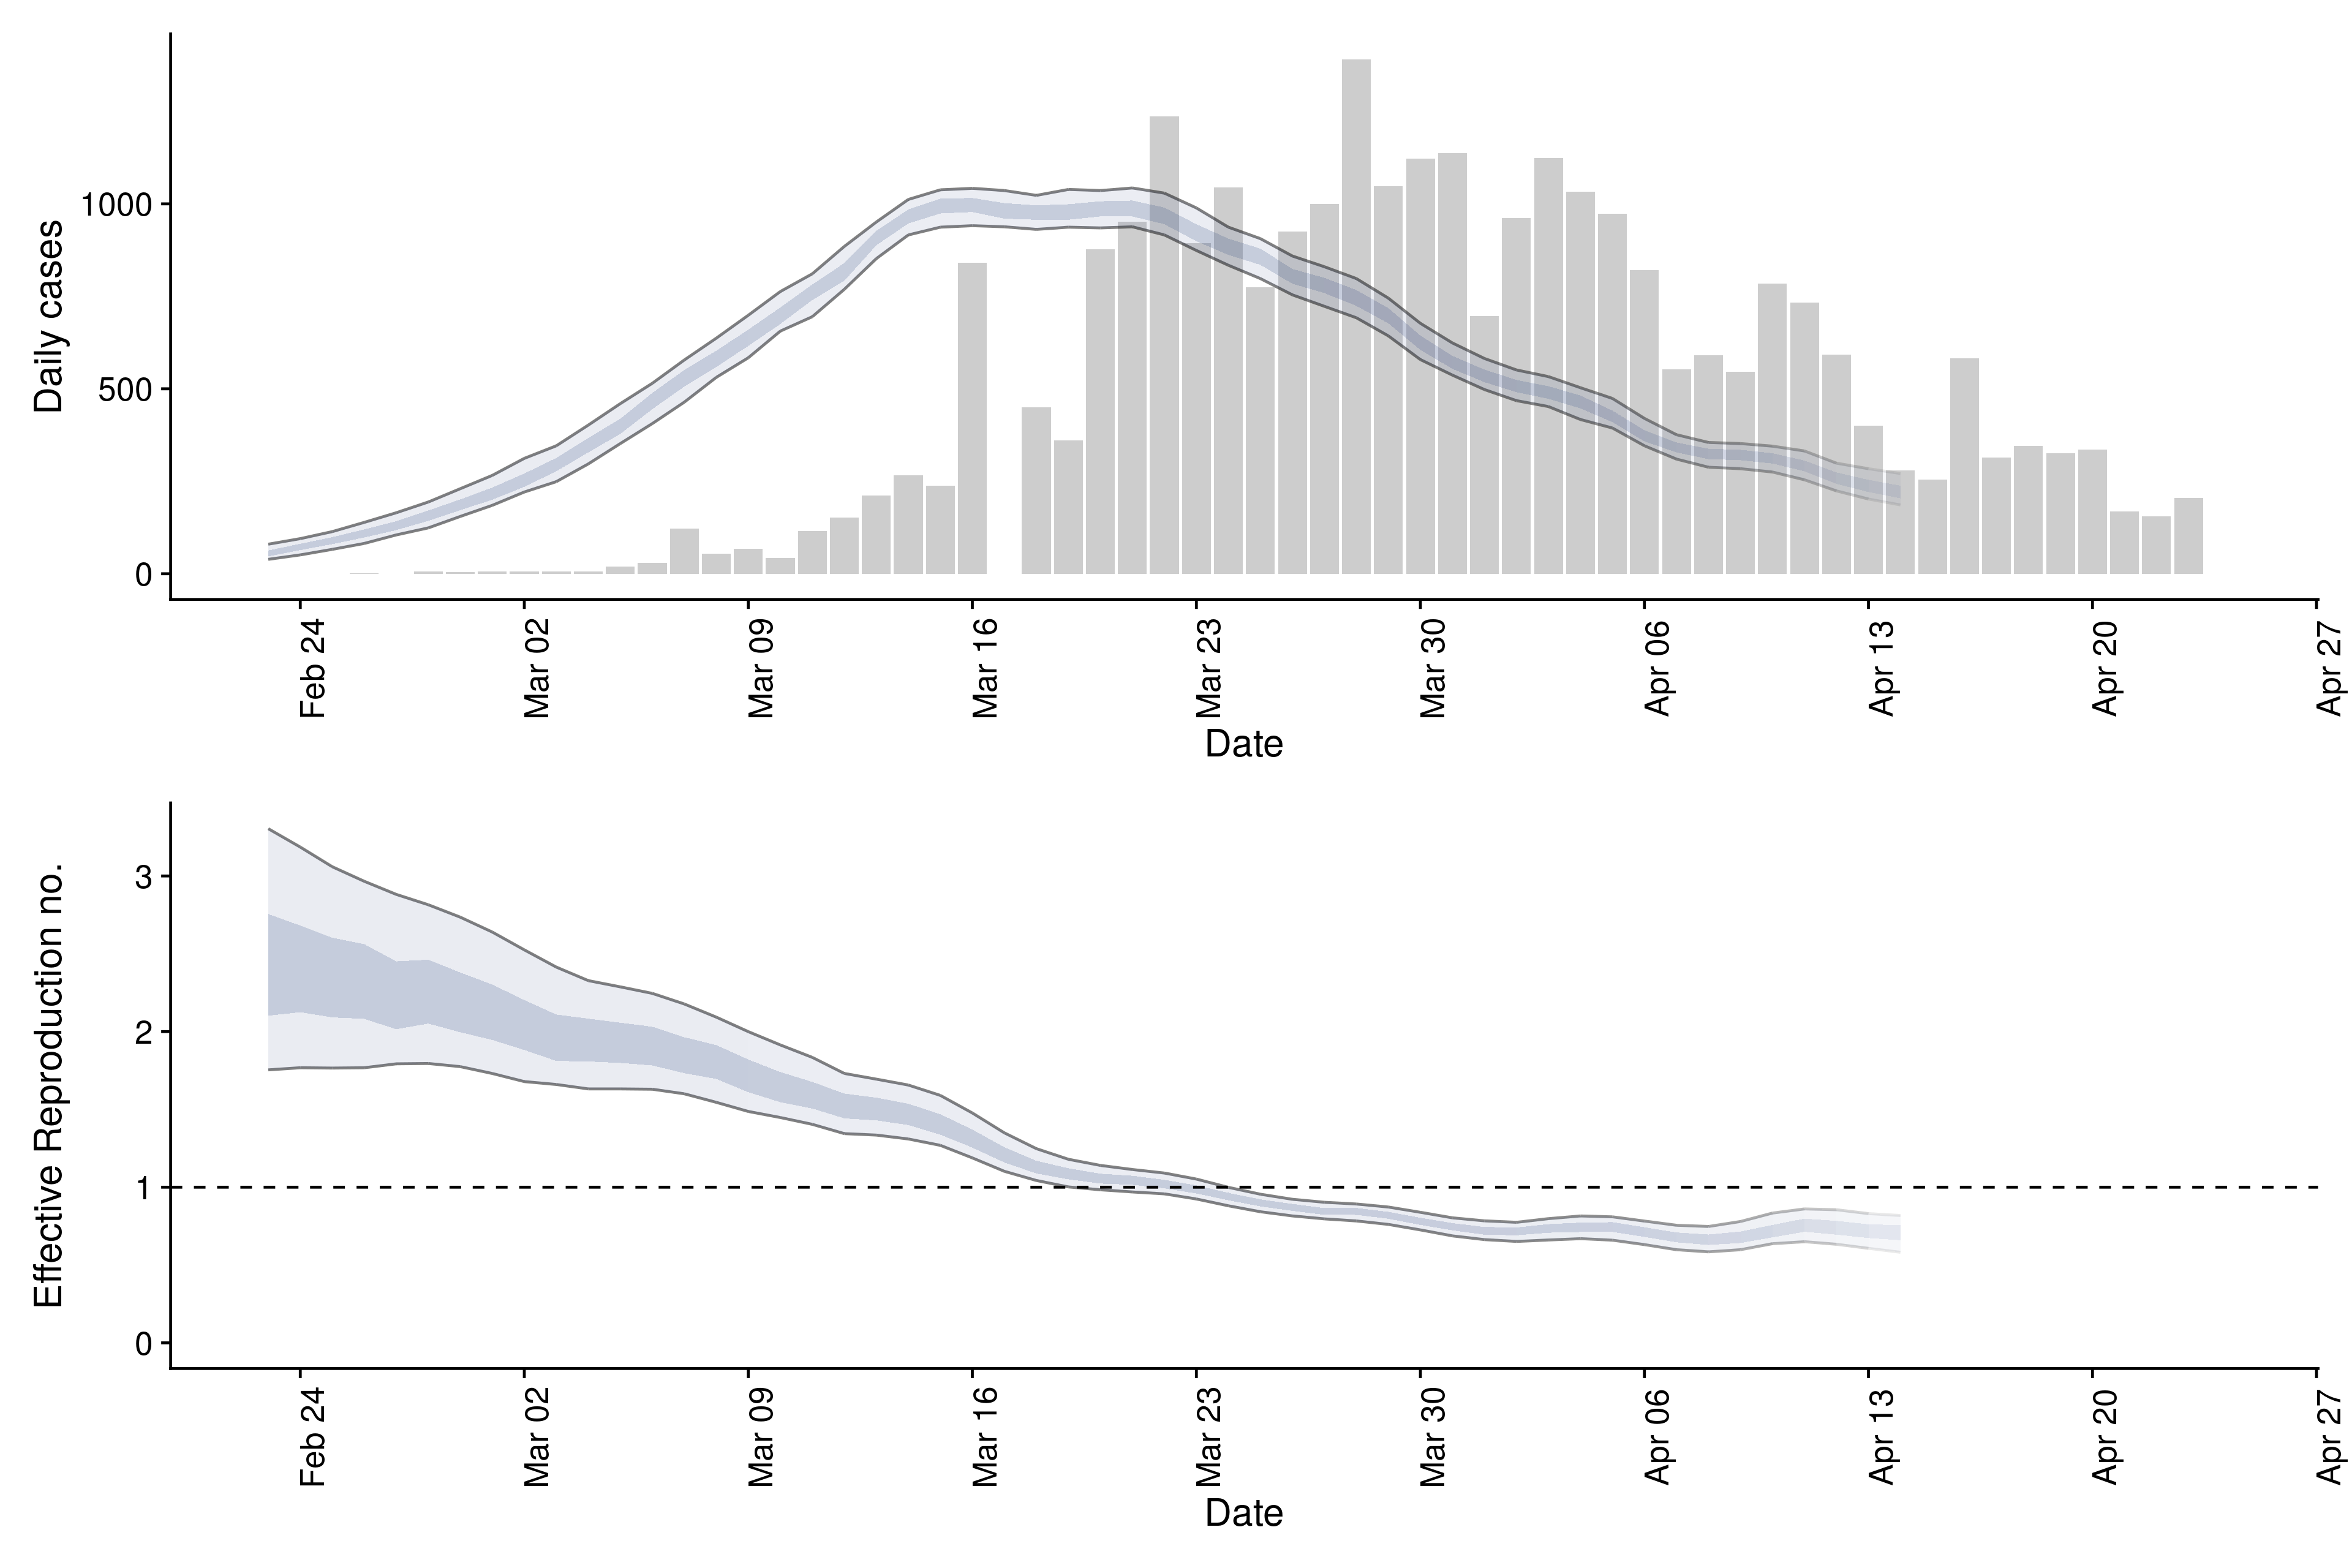 Daily cases
1000
500
0
Feb 24
Mar 02
Mar 09
Mar 16
Mar 23
Mar 30
Apr 06
Apr 13
Apr 20
Apr 27
Date
Effective Reproduction no.
3
2
1
0
Feb 24
Mar 02
Mar 09
Mar 16
Mar 23
Mar 30
Apr 06
Apr 13
Apr 20
Apr 27
Date